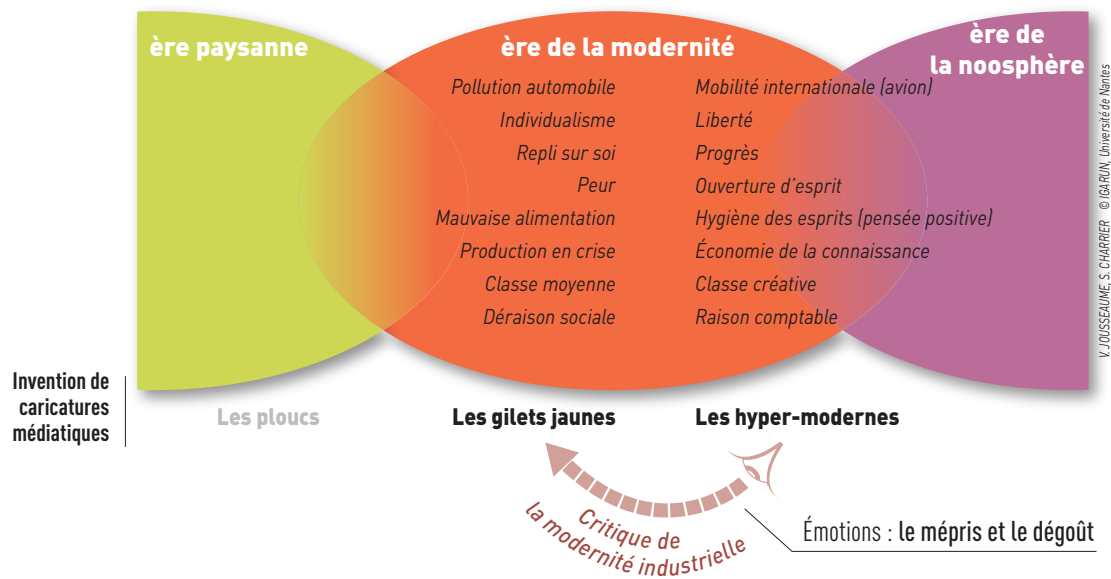 ère paysanne
ère de la modernité
ère de
la noosphère
Pollution automobile
Mobilité internationale (avion)
Individualisme
Liberté
Repli sur soi
Progrès
Peur
Ouverture d'esprit
Mauvaise alimentation
Hygiène des esprits (pensée positive)
Production en crise
Économie de la connaissance
Classe moyenne
Classe créative
Déraison sociale
Raison comptable
V. JOUSSEAUME, S. CHARRIER © IGARUN, Université de Nantes
Invention de
caricatures
médiatiques
Les ploucs
Les gilets jaunes
Les hyper-modernes
Critique de
la modernité industrielle
Émotions : le mépris et le dégoût